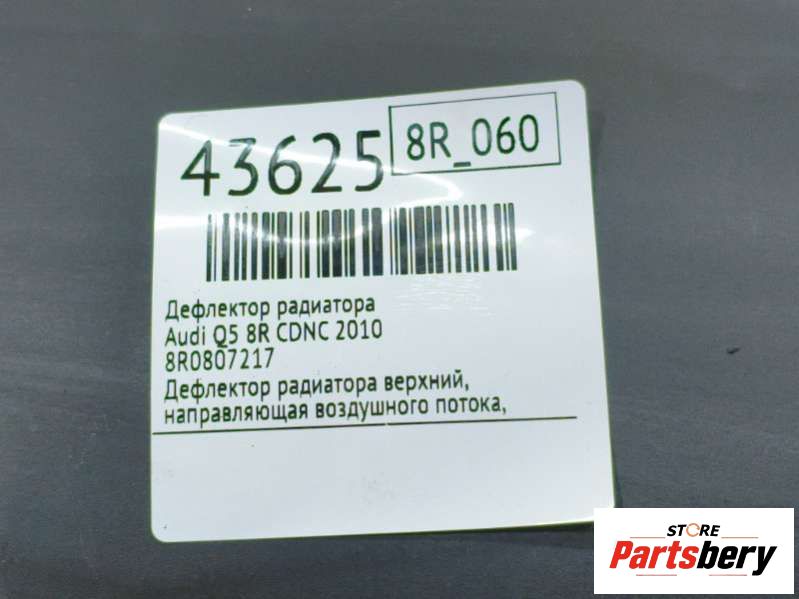 43625
8R_060
Дефлектор радиатора
Audi Q5 8R CDNC 2010
8R0807217
Дефлектор радиатора верхний,
направляющая воздушного потока,
STORE
Partsbery